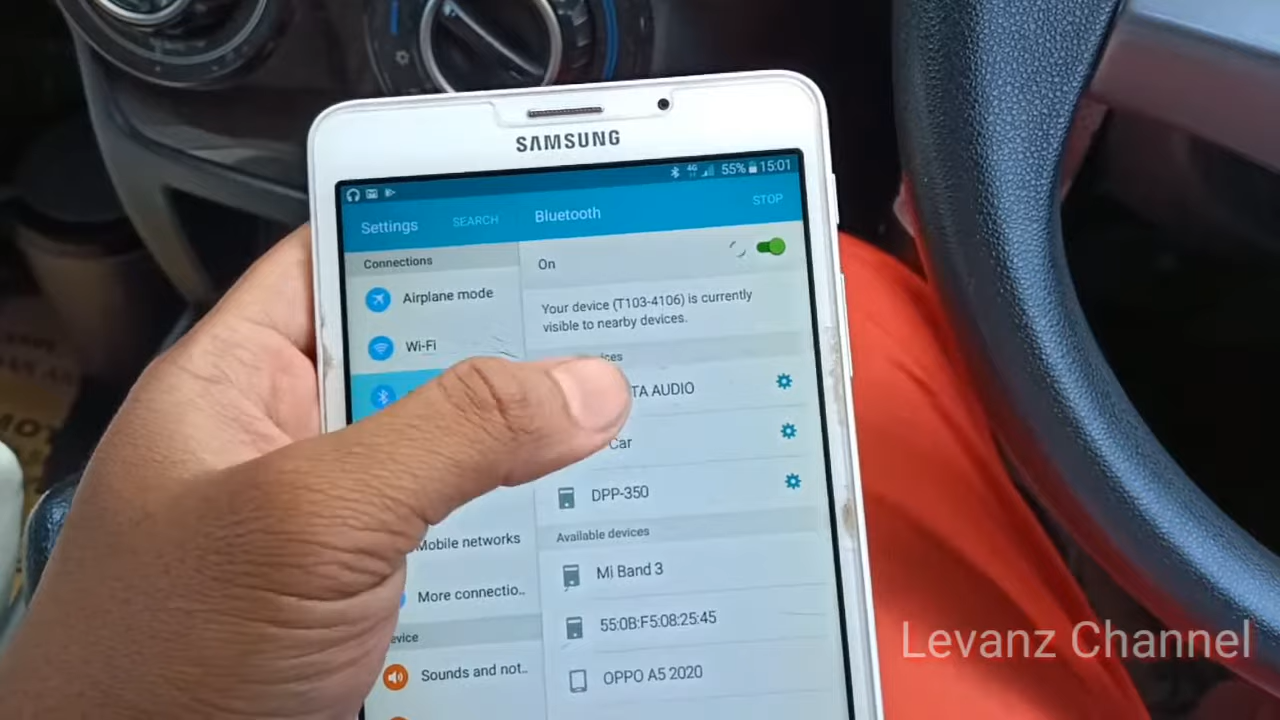 SAMSUNG
4G 55% 15:01
Settings
SEARCH
Bluetooth
STOP
Connections
On
Airplane mode
Your device (T103-4106) is currently
visible to nearby devices.
Wi-Fi
TA AUDIO
Car
DPP-350
Available devices
Mobile networks
Mi Band 3
More connectio..
55:0B:F5:08:25:45
Sounds and not..
OPPO A5 2020
Levanz Channel